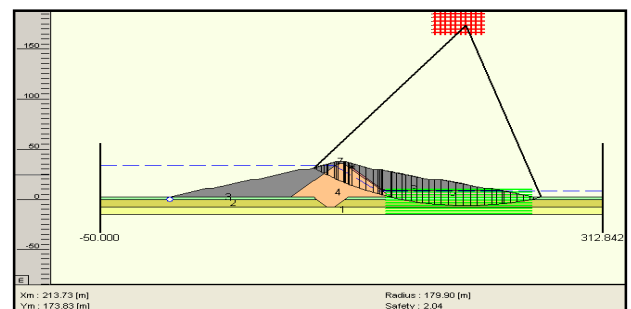 150
100
50
0
-50
E
7
3
2
4
1
-50.000
312.842
Xm : 213.73 [m]
Radius : 179.90 [m]
Ym : 173.83 [m]
Safety : 2.04